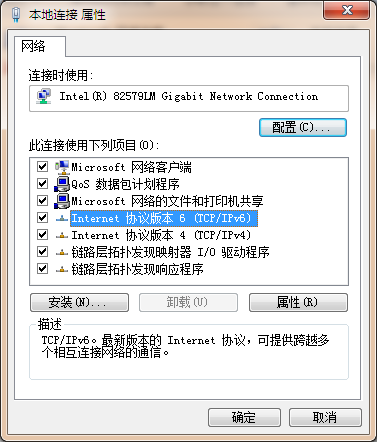 本地连接 属性
网络
连接时使用:
Intel(R) 82579LM Gigabit Network Connection
配置(C)...
此连接使用下列项目(O):
Microsoft 网络客户端
QoS 数据包计划程序
Microsoft 网络的文件和打印机共享
Internet 协议版本 6 (TCP/IPv6)
Internet 协议版本 4 (TCP/IPv4)
链路层拓扑发现映射器 I/O 驱动程序
链路层拓扑发现响应程序
安装(N)...
卸载(U)
属性(R)
描述
TCP/IPv6。最新版本的 Internet 协议,可提供跨越多
个相互连接网络的通信。
确定
取消